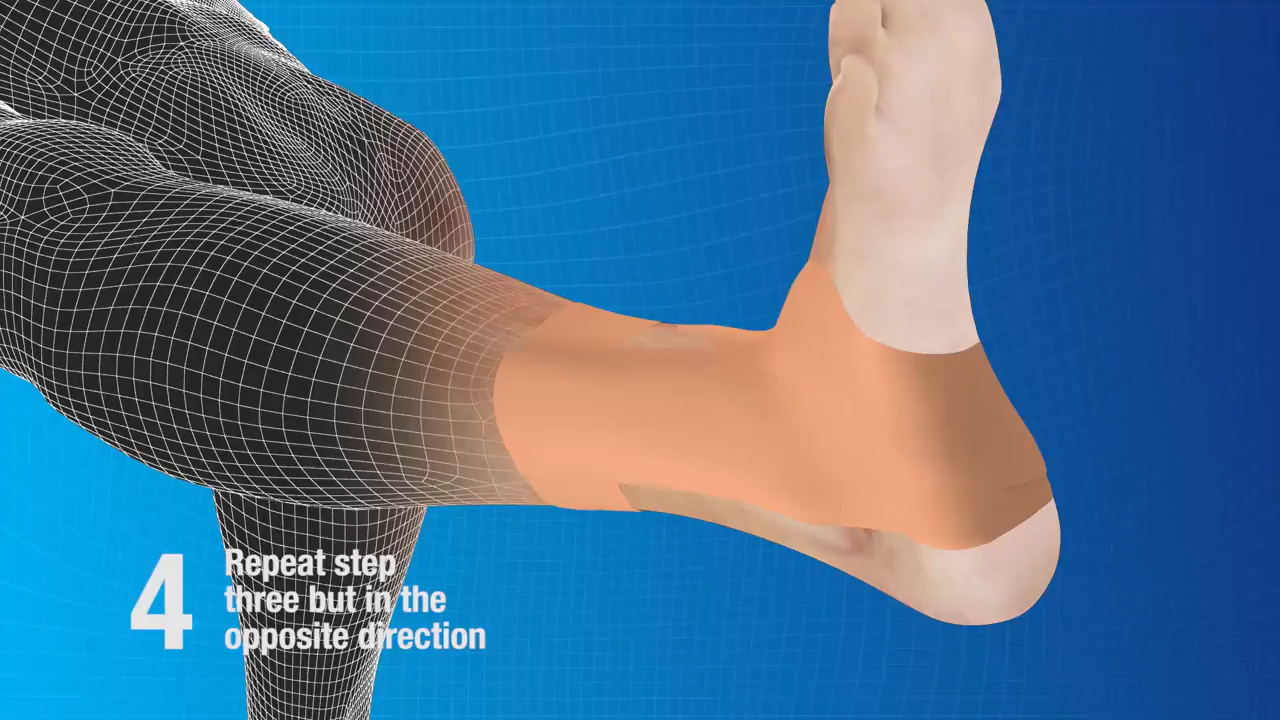 4
Repeat step
three but in the
opposite direction